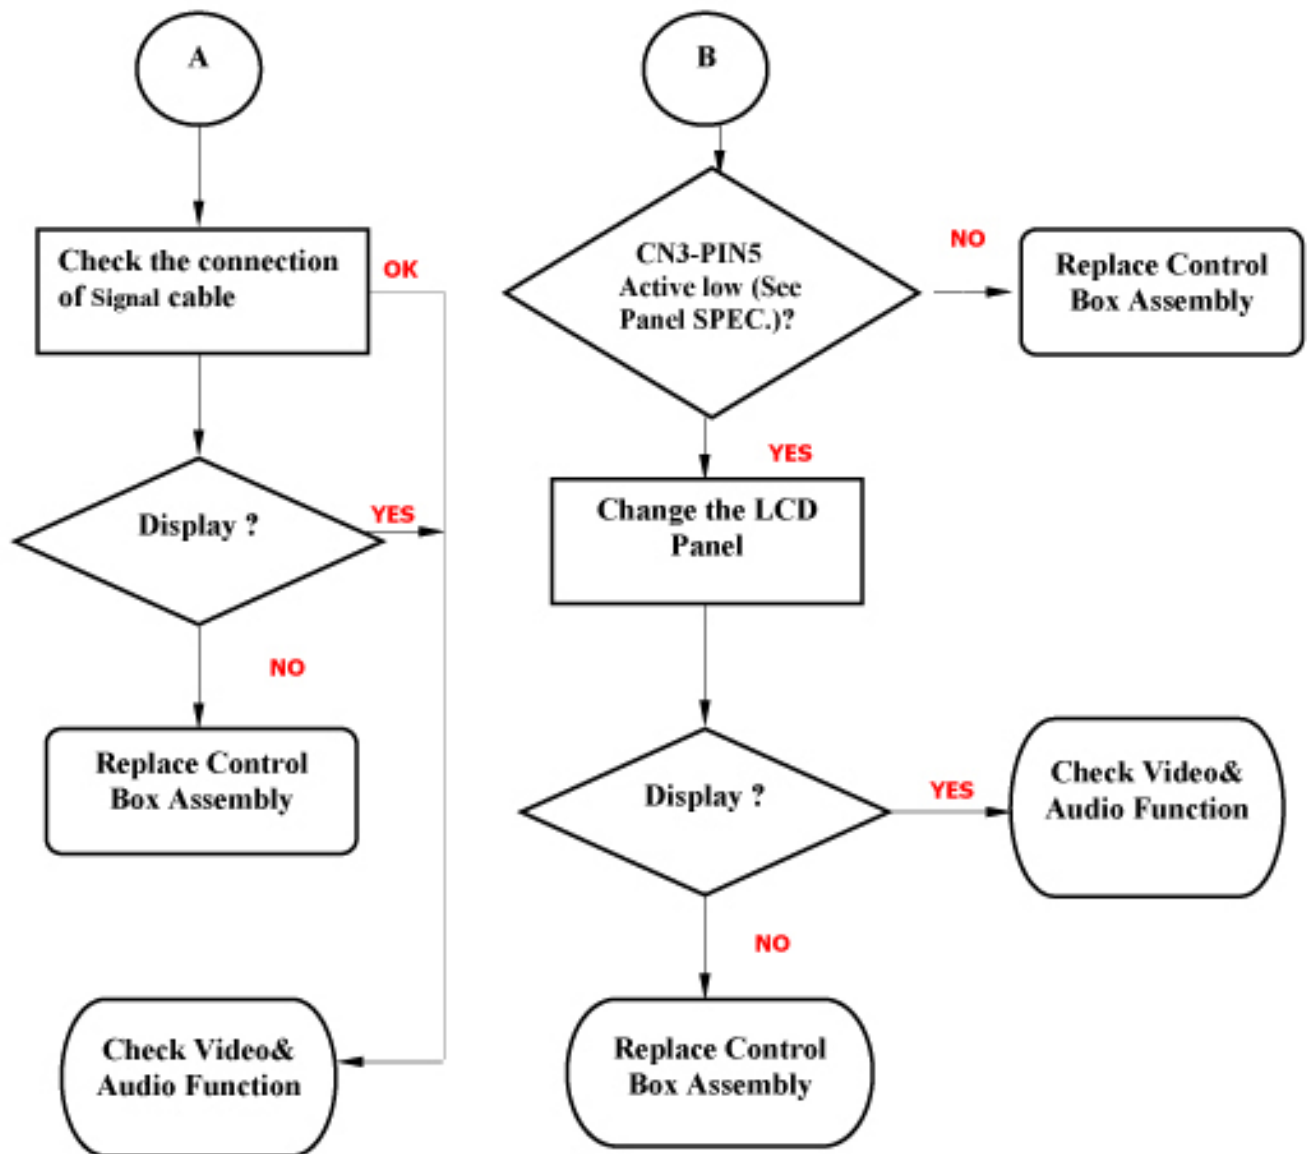 A
Check the connection
of Signal cable
OK
Display ?
YES
NO
Replace Control
Box Assembly
Check Video&
Audio Function
B
CN3-PIN5
Active low (See
Panel SPEC.)?
NO
Replace Control
Box Assembly
YES
Change the LCD
Panel
Display ?
YES
Check Video&
Audio Function
NO
Replace Control
Box Assembly